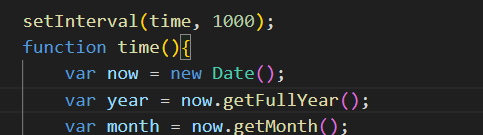 setInterval(time, 1000);
function time(){
var now = new Date();
var year = now.getFullYear();
var month = now.getMonth();